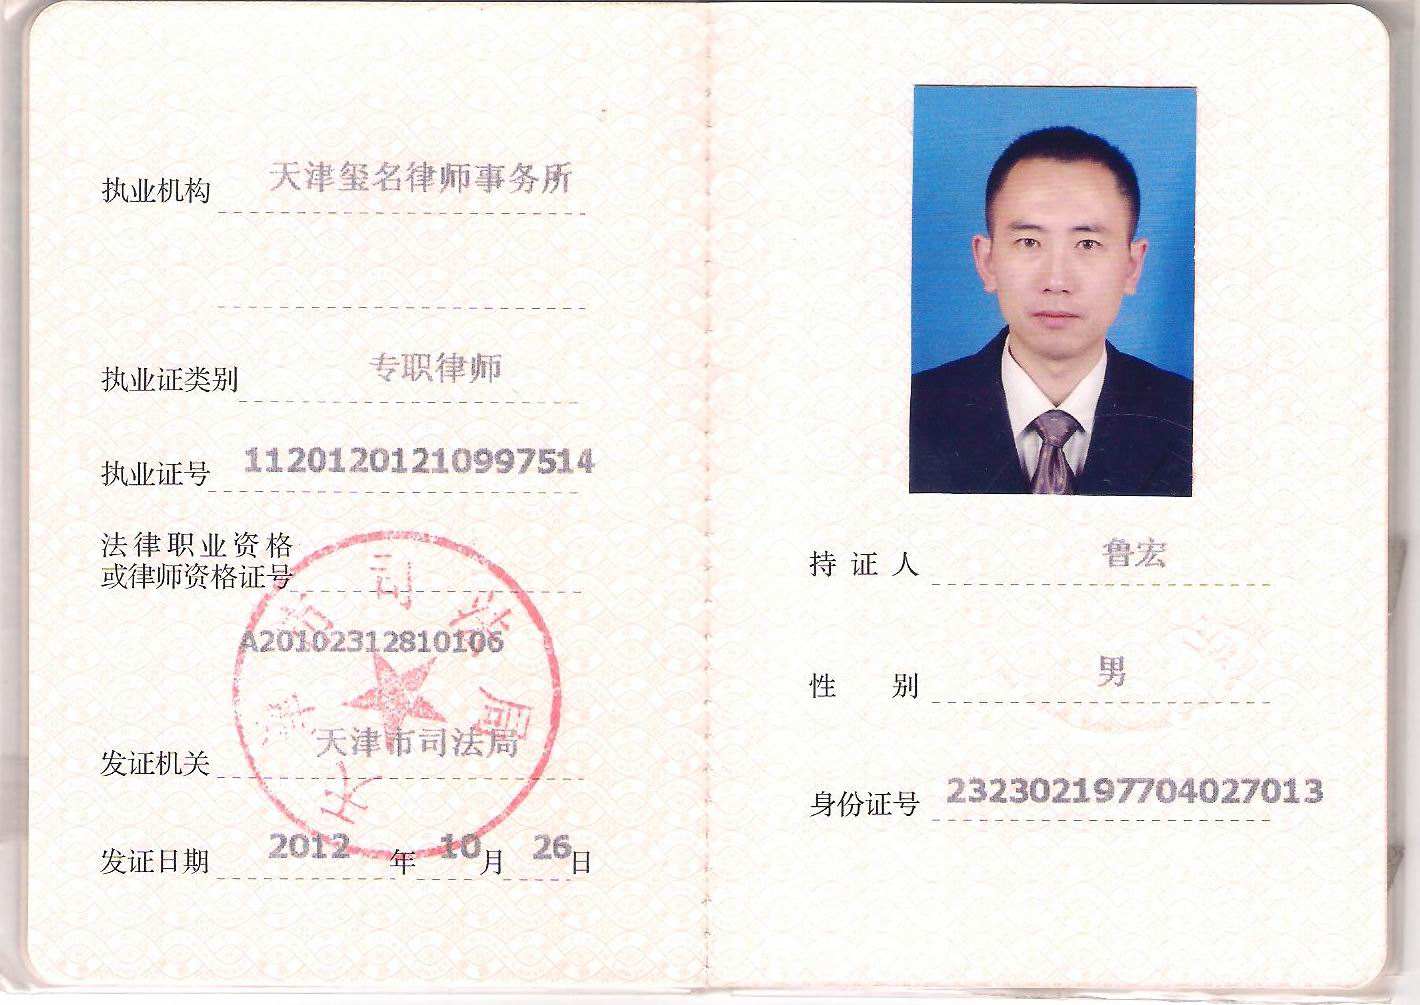 执业机构 天津玺名律师事务所
执业证类别 专职律师
执业证号 11201201210997514
法律职业资格
或律师资格证号
A20102312810106
发证机关 天津市司法局
发证日期 2012 年 10 月 26 日
天津市司法局
持证人 鲁宏
性别 男
身份证号 232302197704027013